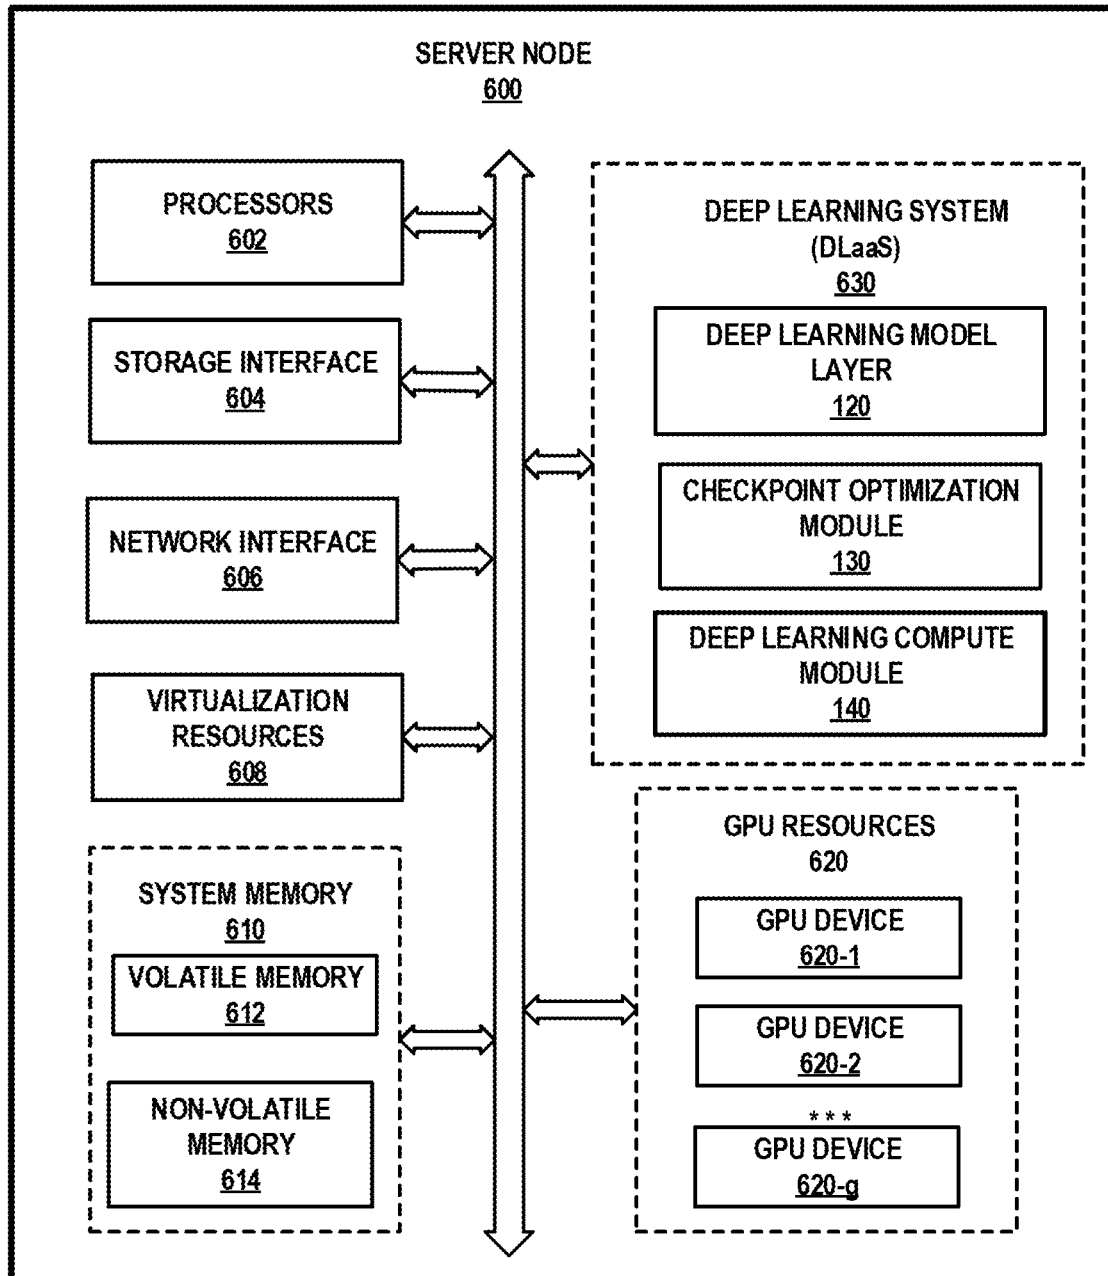 SERVER NODE
600
PROCESSORS
602
STORAGE INTERFACE
604
NETWORK INTERFACE
606
VIRTUALIZATION
RESOURCES
608
SYSTEM MEMORY
610
VOLATILE MEMORY
612
NON-VOLATILE
MEMORY
614
DEEP LEARNING SYSTEM
(DLaaS)
630
DEEP LEARNING MODEL
LAYER
120
CHECKPOINT OPTIMIZATION
MODULE
130
DEEP LEARNING COMPUTE
MODULE
140
GPU RESOURCES
620
GPU DEVICE
620-1
GPU DEVICE
620-2
* * *
GPU DEVICE
620-g